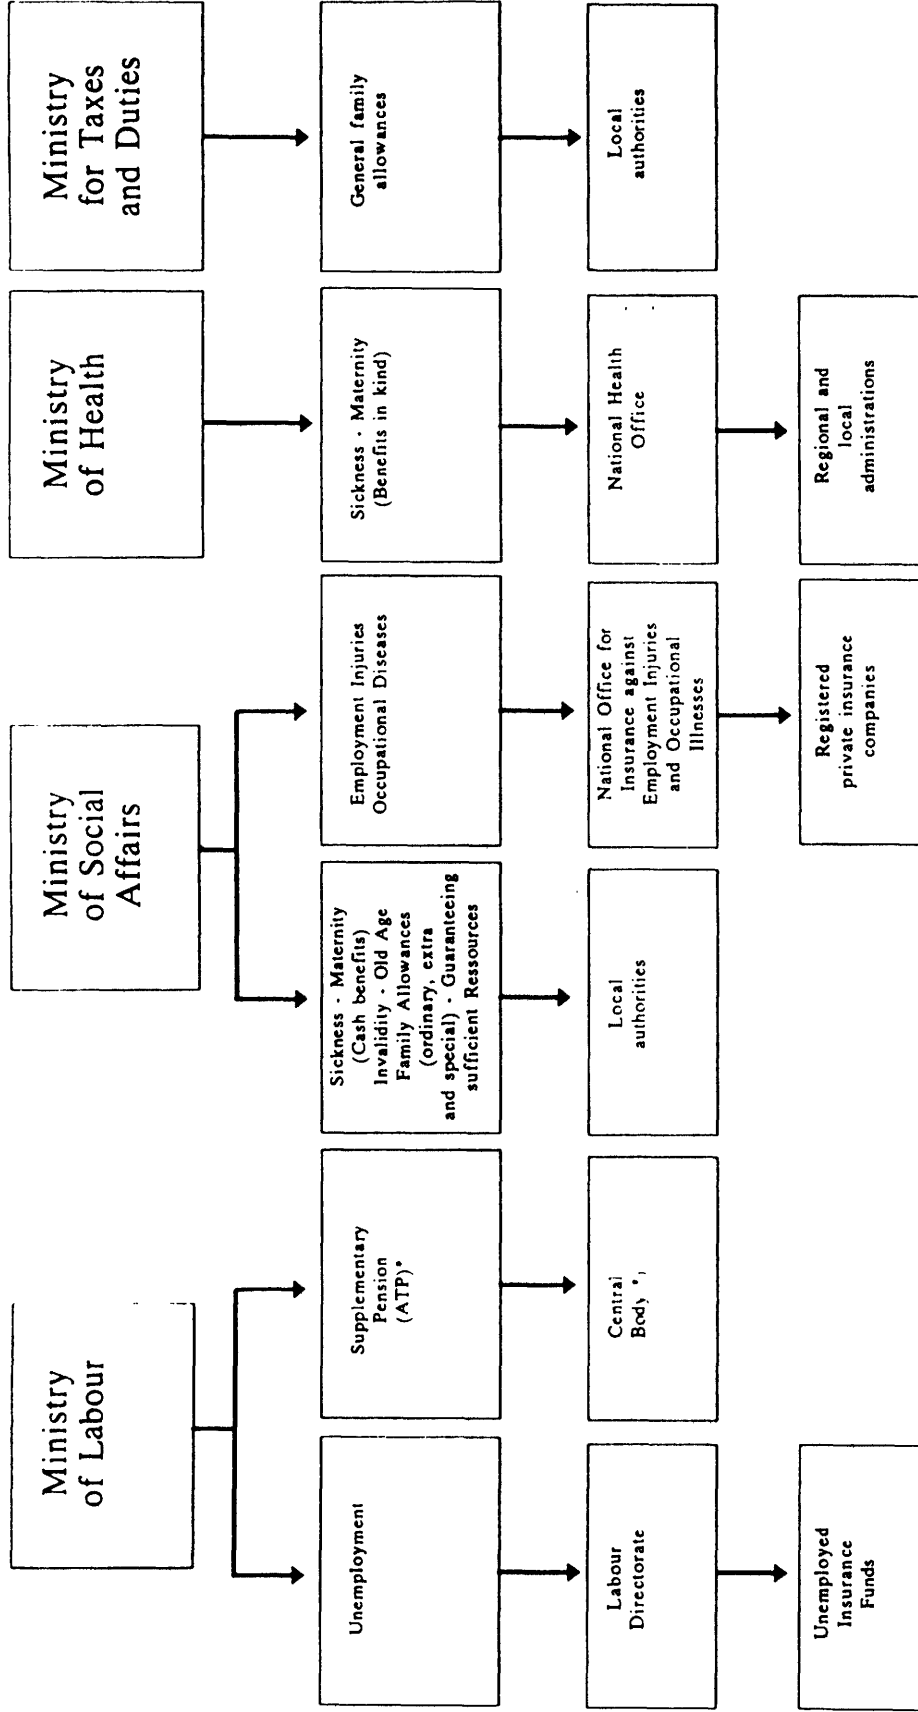 Ministry
of Labour
Ministry
of Social
Affairs
Ministry
of Health
Ministry
for Taxes
and Duties
Unemployment
Supplementary
Pension
(ATP)*
Sickness - Maternity
(Cash benefits)
Invalidity - Old Age
Family Allowances
(ordinary, extra
and special) - Guaranteeing
sufficient Ressources
Employment Injuries
Occupational Diseases
Sickness - Maternity
(Benefits in kind)
General family
allowances
Labour
Directorate
Central
Body *)
Local
authorities
National Office for
Insurance against
Employment Injuries
and Occupational
Illnesses
National Health
Office
Local
authorities
Unemployed
Insurance
Funds
Registered
private insurance
companies
Regional and
local
administrations